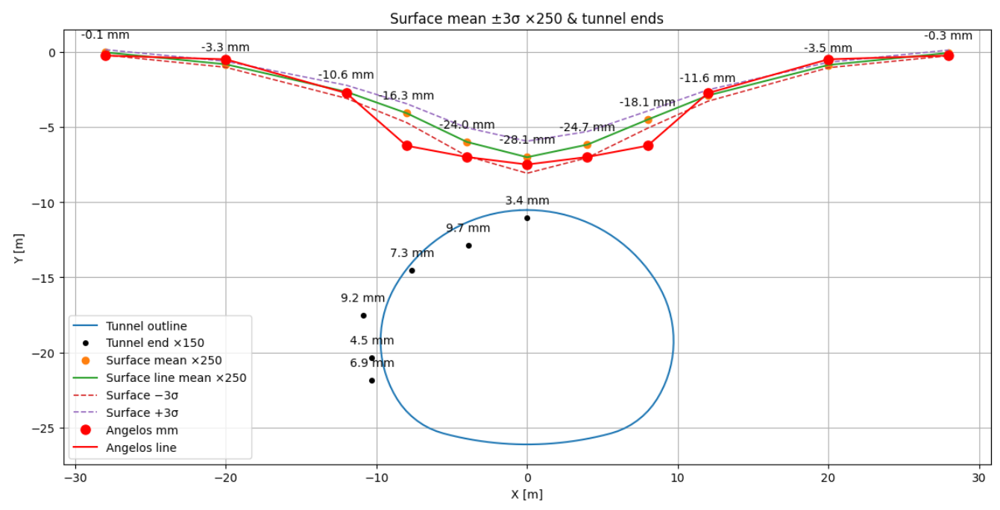 Surface mean ±3σ ×250 & tunnel ends
-0.1 mm
-3.3 mm
-10.6 mm
-16.3 mm
-24.0 mm
-28.1 mm
-24.7 mm
-18.1 mm
-11.6 mm
-3.5 mm
-0.3 mm
3.4 mm
9.7 mm
7.3 mm
9.2 mm
4.5 mm
6.9 mm
0
−5
−10
−15
−20
−25
Y [m]
Tunnel outline
Tunnel end ×150
Surface mean ×250
Surface line mean ×250
Surface −3σ
Surface +3σ
Angelos mm
Angelos line
−30
−20
−10
0
10
20
30
X [m]